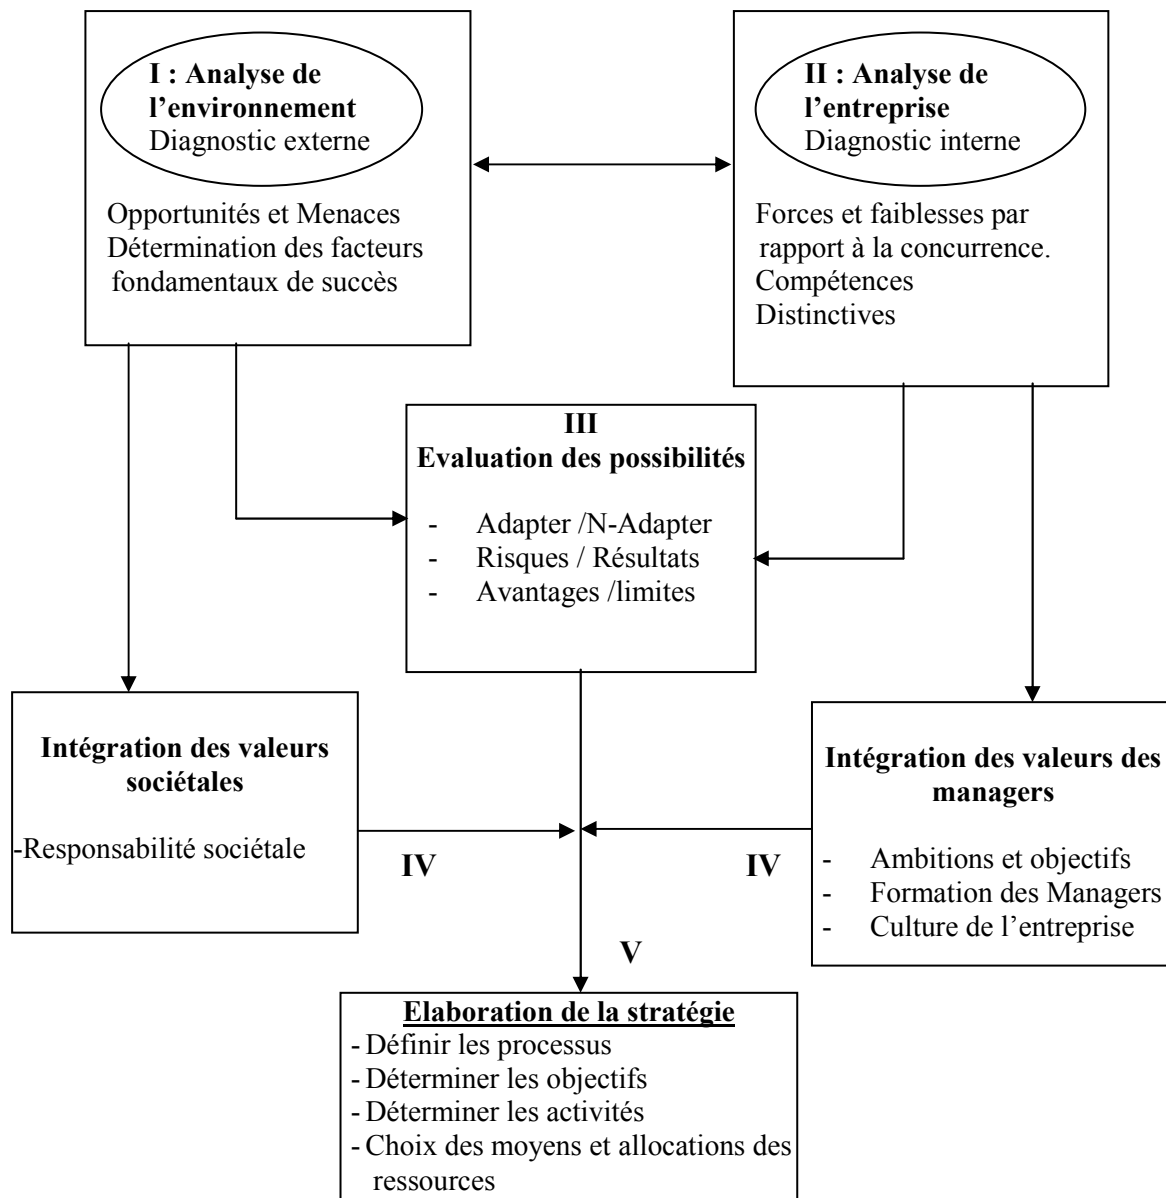 I : Analyse de
l’environnement
Diagnostic externe
Opportunités et Menaces
Détermination des facteurs
fondamentaux de succès
II : Analyse de
l’entreprise
Diagnostic interne
Forces et faiblesses par
rapport à la concurrence.
Compétences
Distinctives
III
Evaluation des possibilités
- Adapter /N-Adapter
- Risques / Résultats
- Avantages /limites
Intégration des valeurs
sociétales
-Responsabilité sociétale
IV
IV
Intégration des valeurs des
managers
- Ambitions et objectifs
- Formation des Managers
- Culture de l’entreprise
V
Elaboration de la stratégie
- Définir les processus
- Déterminer les objectifs
- Déterminer les activités
- Choix des moyens et allocations des
ressources